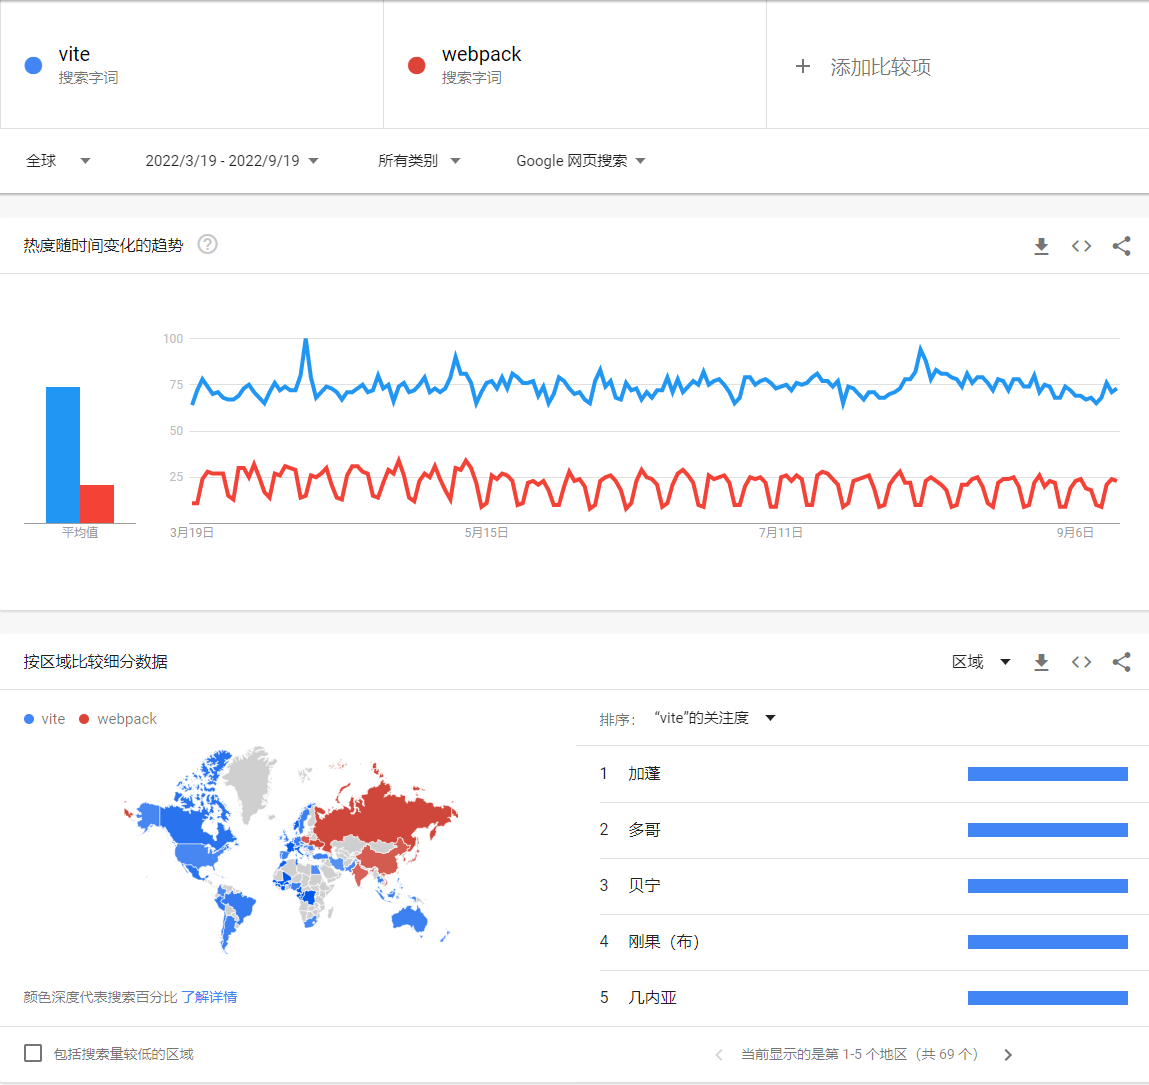 vite
搜索字词
webpack
搜索字词
添加比较项
全球
2022/3/19 - 2022/9/19
所有类别
Google 网页搜索
热度随时间变化的趋势
100
75
50
25
平均值
3月19日
5月15日
7月11日
9月6日
按区域比较细分数据
区域
vite
webpack
排序： “vite”的关注度
1 加蓬
2 多哥
3 贝宁
4 刚果（布）
5 几内亚
颜色深度代表搜索百分比 了解详情
包括搜索量较低的区域
当前显示的是第 1-5 个地区（共 69 个）